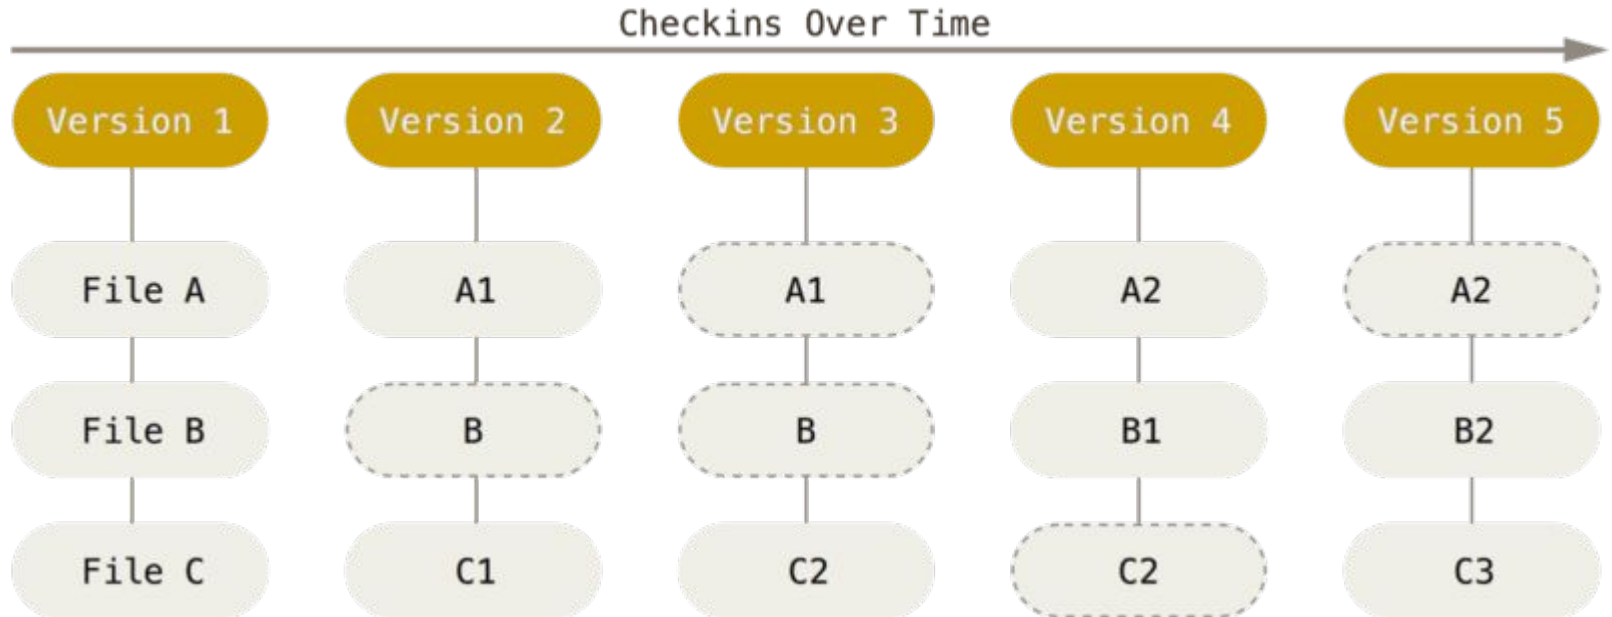 Checkins Over Time
Version 1 Version 2 Version 3 Version 4 Version 5
File A A1 A1 A2 A2
File B B B B1 B2
File C C1 C2 C2 C3